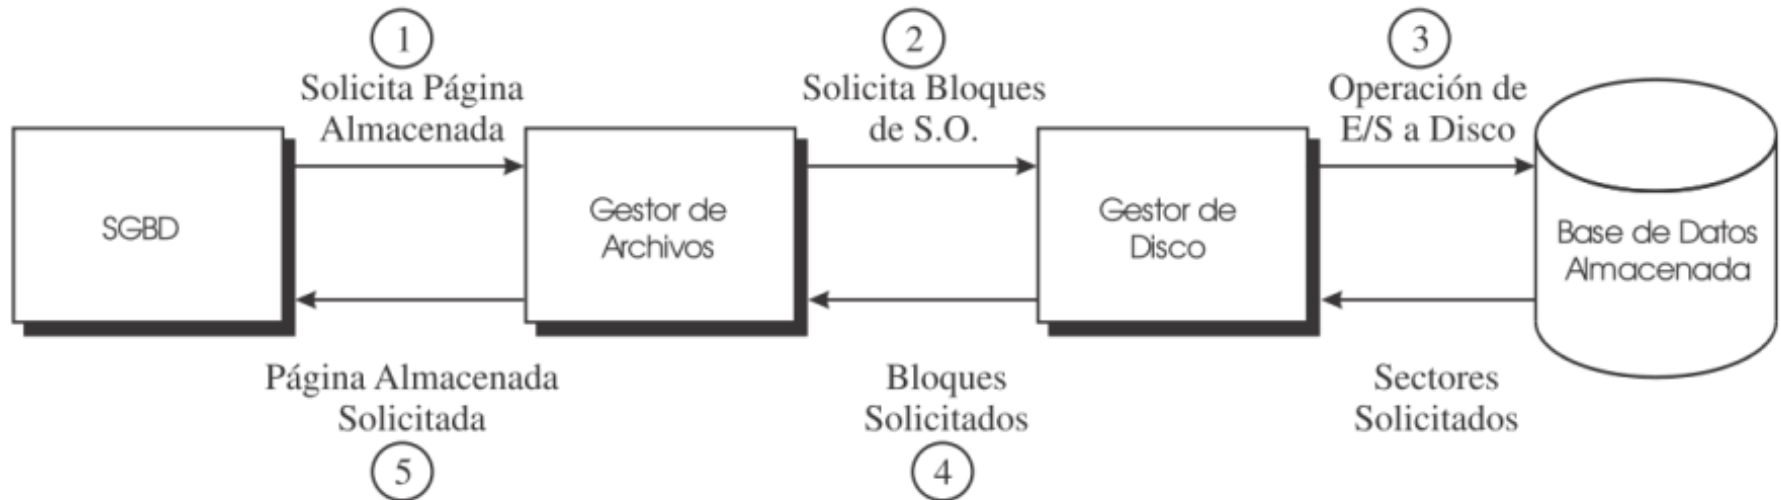 1
Solicita Página
Almacenada
2
Solicita Bloques
de S.O.
3
Operación de
E/S a Disco
SGBD
Gestor de
Archivos
Gestor de
Disco
Base de Datos
Almacenada
Página Almacenada
Solicitada
5
Bloques
Solicitados
4
Sectores
Solicitados